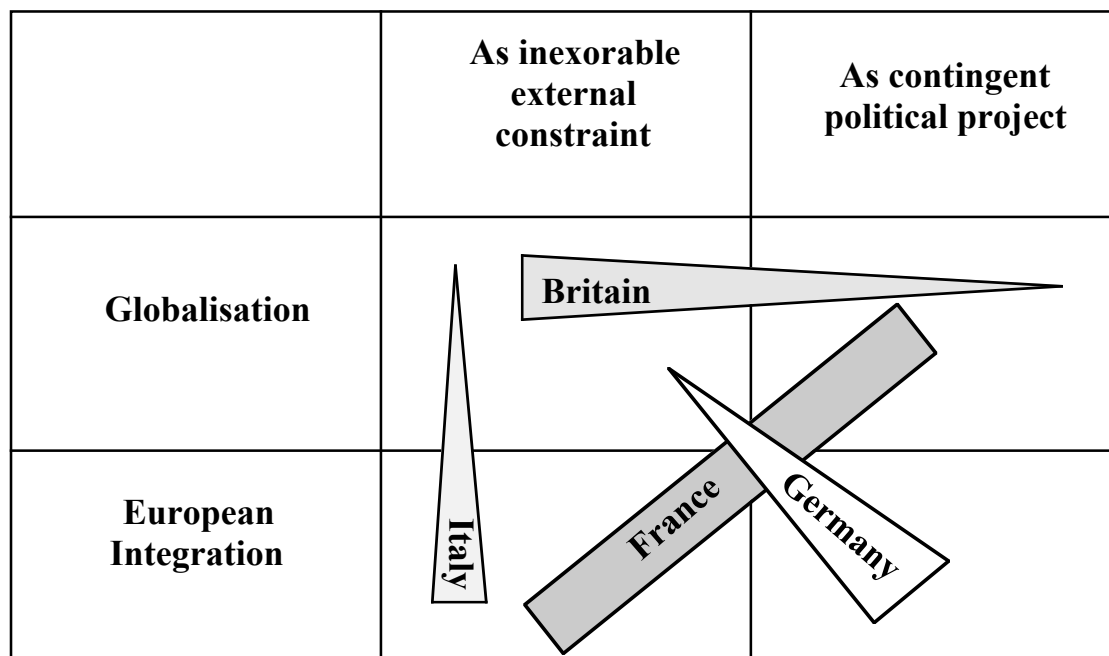 As inexorable
external
constraint
As contingent
political project
Globalisation
Britain
European
Integration
Italy
France
Germany